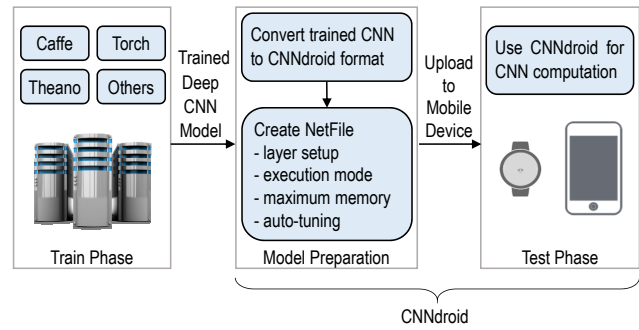 Caffe
Torch
Theano
Others
Train Phase
Trained
Deep
CNN
Model
Convert trained CNN
to CNNdroid format
Create NetFile
- layer setup
- execution mode
- maximum memory
- auto-tuning
Model Preparation
Upload
to
Mobile
Device
Use CNNdroid for
CNN computation
Test Phase
CNNdroid